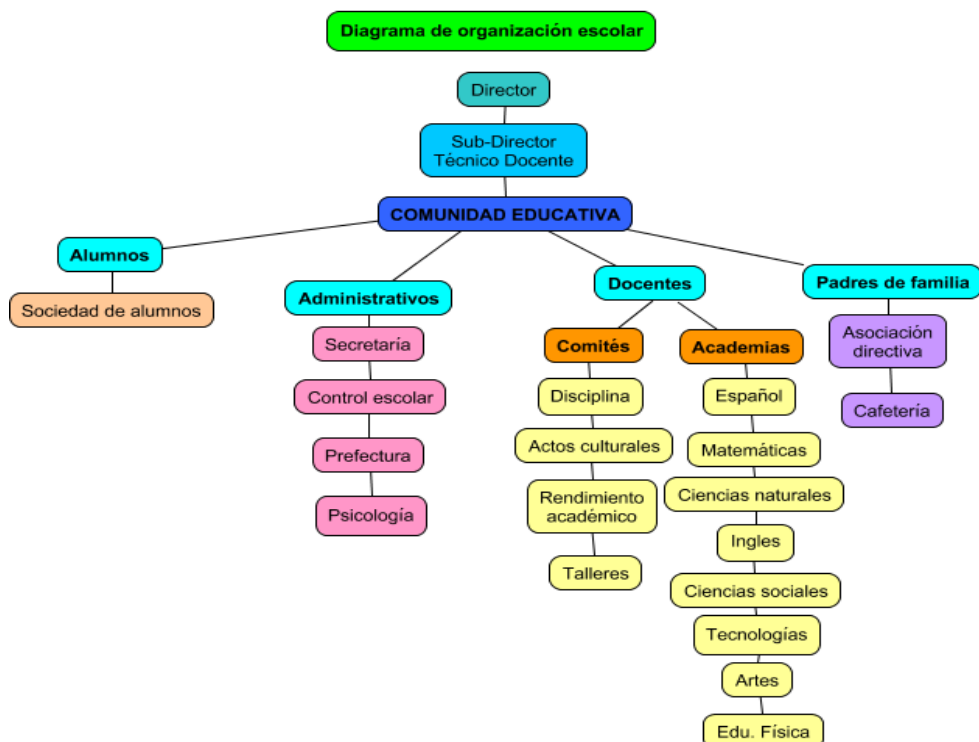 Diagrama de organización escolar
Director
Sub-Director
Técnico Docente
COMUNIDAD EDUCATIVA
Alumnos
Sociedad de alumnos
Administrativos
Secretaría
Control escolar
Prefectura
Psicología
Docentes
Comités
Disciplina
Actos culturales
Rendimiento
académico
Talleres
Academias
Español
Matemáticas
Ciencias naturales
Ingles
Ciencias sociales
Tecnologías
Artes
Edu. Física
Padres de familia
Asociación
directiva
Cafetería